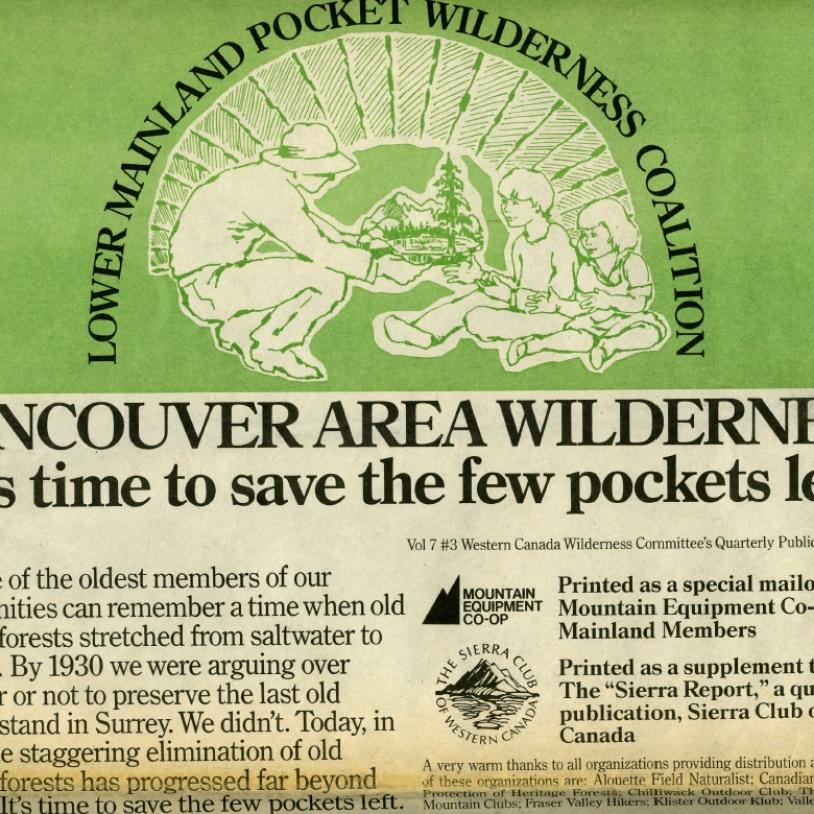 LOWER MAINLAND POCKET WILDERNESS COALITION
NCOUVER AREA WILDERNE
s time to save the few pockets le
Vol 7 #3 Western Canada Wilderness Committee's Quarterly Public
e of the oldest members of our
nities can remember a time when old
forests stretched from saltwater to
. By 1930 we were arguing over
r or not to preserve the last old
stand in Surrey. We didn't. Today, in
e staggering elimination of old
forests has progressed far beyond
It's time to save the few pockets left.
MOUNTAIN
EQUIPMENT
CO-OP
THE SIERRA CLUB
OF WESTERN CANADA
Printed as a special mailo
Mountain Equipment Co-
Mainland Members
Printed as a supplement t
The "Sierra Report," a qu
publication, Sierra Club o
Canada
A very warm thanks to all organizations providing distribution a
of these organizations are: Alouette Field Naturalist; Canadian
Protection of Heritage Forests; Chilliwack Outdoor Club; Th
Mountain Clubs; Fraser Valley Hikers; Klister Outdoor Klub; Valle